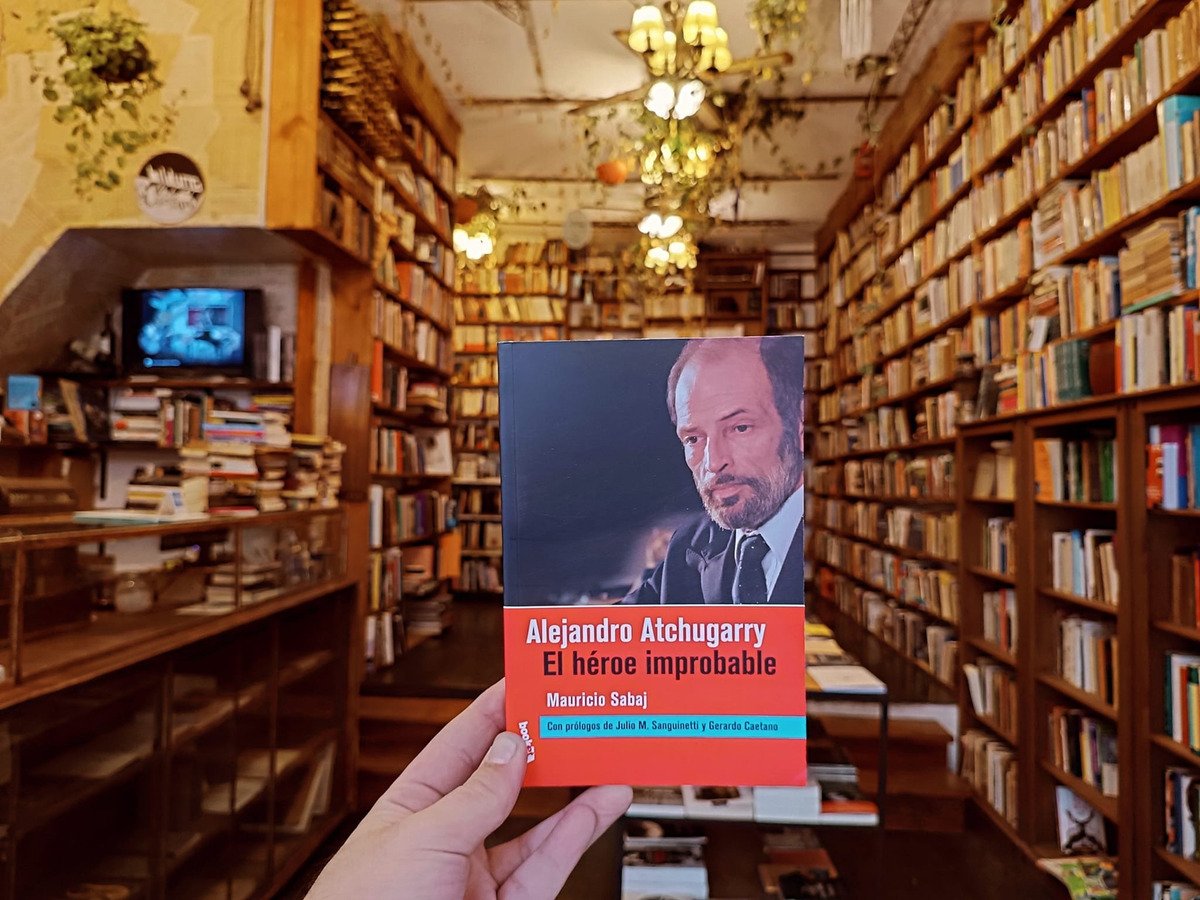 Alejandro Atchugarry
El héroe improbable
Mauricio Sabaj
Con prólogos de Julio M. Sanguinetti y Gerardo Caetano